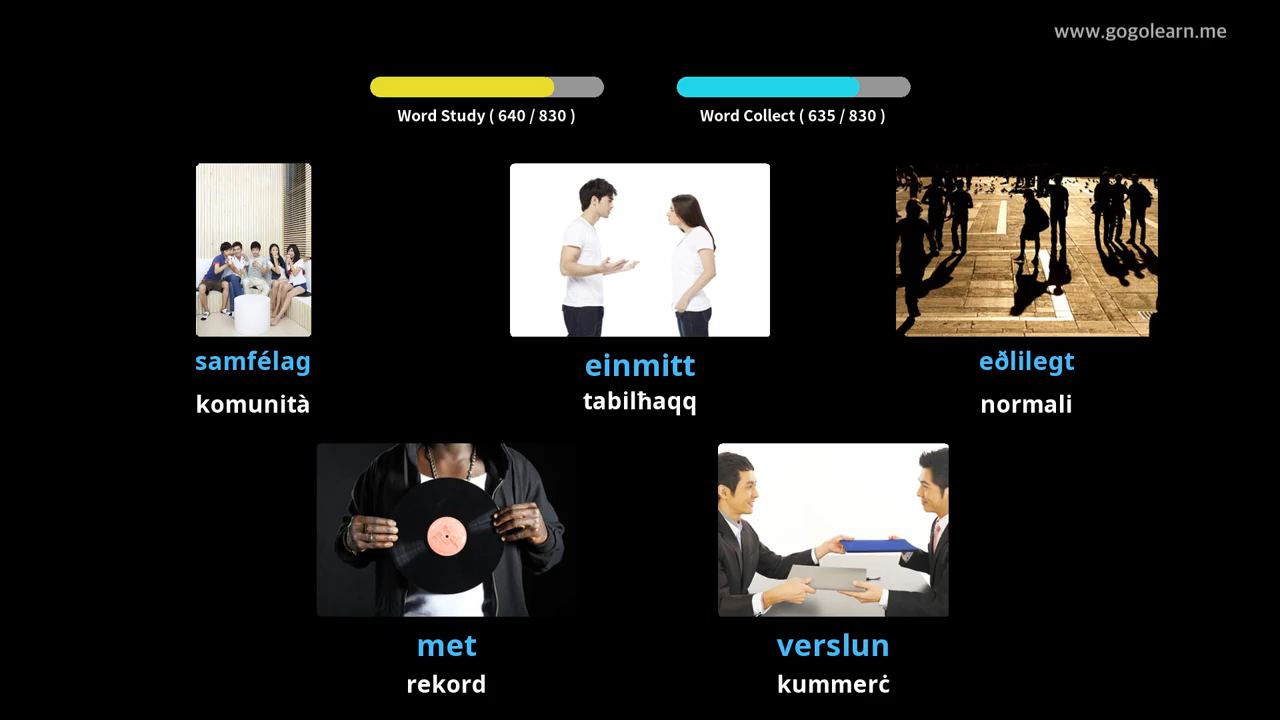 www.gogolearn.me
Word Study ( 640 / 830 )
Word Collect ( 635 / 830 )
samfélag
komunità
einmitt
tabilħaqq
eðlilegt
normali
met
rekord
verslun
kummerċ